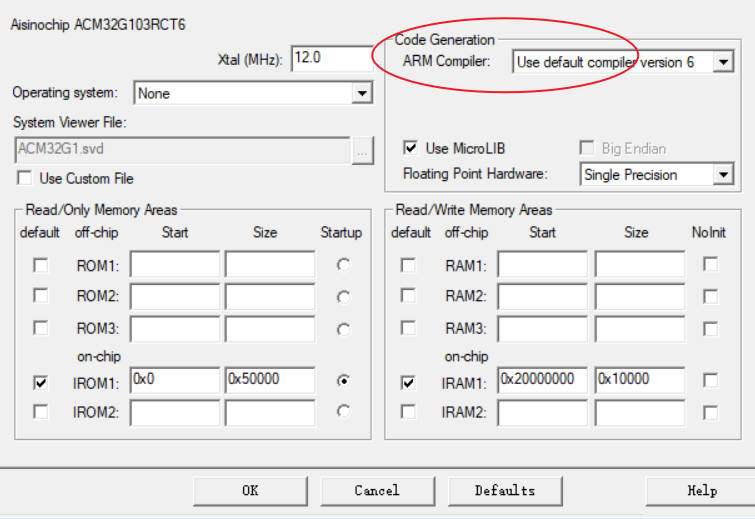 Aisinochip ACM32G103RCT6
Xtal (MHz): 12.0
Operating system: None
System Viewer File:
ACM32G1.svd ...
Use Custom File
Code Generation
ARM Compiler: Use default compiler version 6
Use MicroLIB Big Endian
Floating Point Hardware: Single Precision
Read/Only Memory Areas
default off-chip Start Size Startup
ROM1:
ROM2:
ROM3:
on-chip
IROM1: 0x0 0x50000
IROM2:
Read/Write Memory Areas
default off-chip Start Size NoInit
RAM1:
RAM2:
RAM3:
on-chip
IRAM1: 0x20000000 0x10000
IRAM2:
OK Cancel Defaults Help